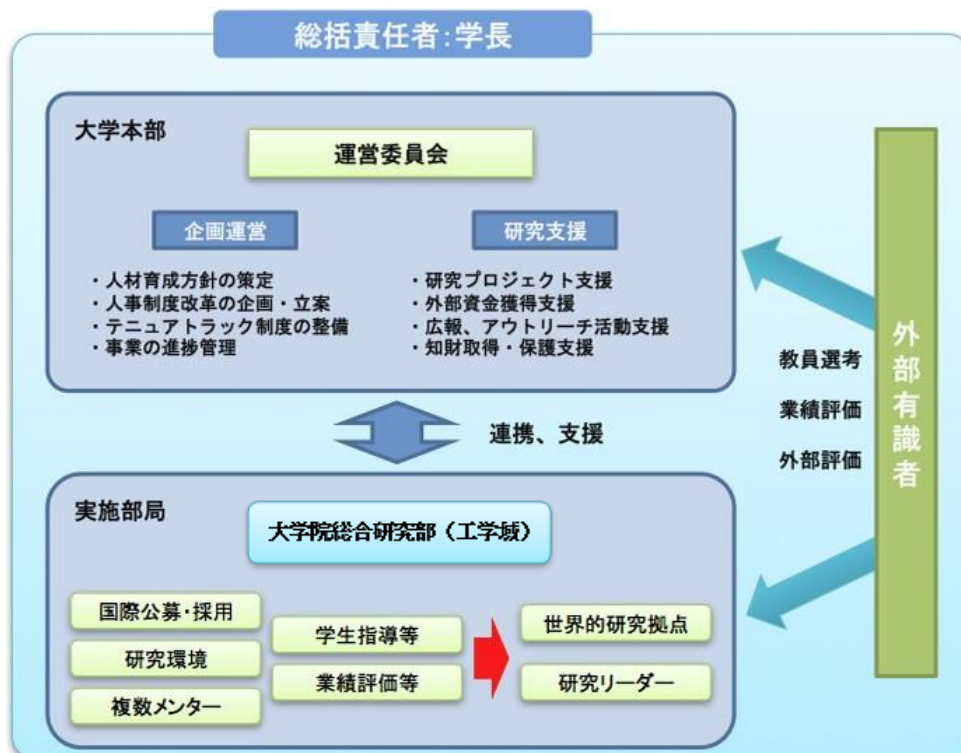 総括責任者:学長
大学本部
運営委員会
企画運営
・人材育成方針の策定
・人事制度改革の企画・立案
・テニュアトラック制度の整備
・事業の進捗管理
研究支援
・研究プロジェクト支援
・外部資金獲得支援
・広報、アウトリーチ活動支援
・知財取得・保護支援
教員選考
業績評価
外部評価
外部有識者
連携、支援
実施部局
大学院総合研究部（工学域）
国際公募・採用
研究環境
複数メンター
学生指導等
業績評価等
世界的研究拠点
研究リーダー